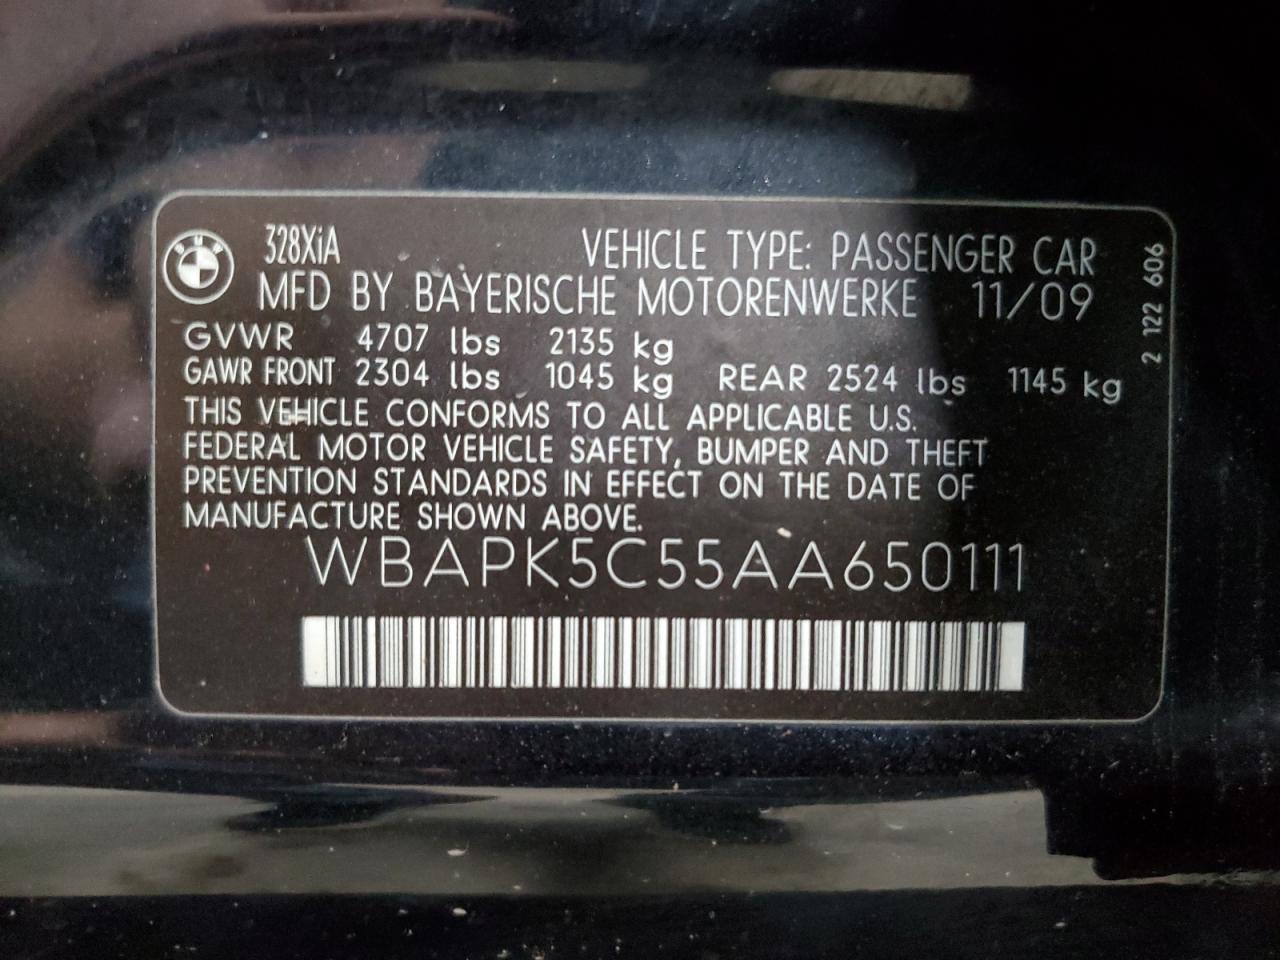 BMW
328XiA VEHICLE TYPE: PASSENGER CAR
MFD BY BAYERISCHE MOTORENWERKE 11/09
GVWR 4707 lbs 2135 kg
GAWR FRONT 2304 lbs 1045 kg REAR 2524 lbs 1145 kg
THIS VEHICLE CONFORMS TO ALL APPLICABLE U.S.
FEDERAL MOTOR VEHICLE SAFETY, BUMPER AND THEFT
PREVENTION STANDARDS IN EFFECT ON THE DATE OF
MANUFACTURE SHOWN ABOVE.
WBAPK5C55AA650111
2 122 606